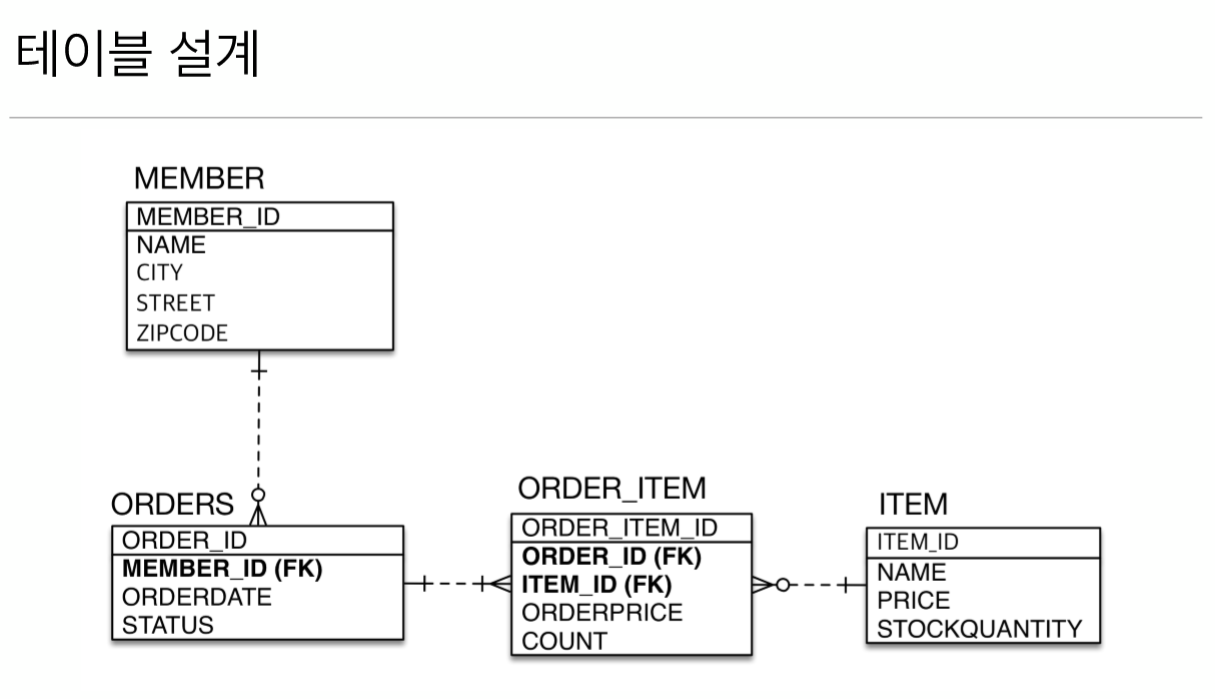 테이블 설계
MEMBER
MEMBER_ID
NAME
CITY
STREET
ZIPCODE
ORDERS
ORDER_ID
MEMBER_ID (FK)
ORDERDATE
STATUS
ORDER_ITEM
ORDER_ITEM_ID
ORDER_ID (FK)
ITEM_ID (FK)
ORDERPRICE
COUNT
ITEM
ITEM_ID
NAME
PRICE
STOCKQUANTITY